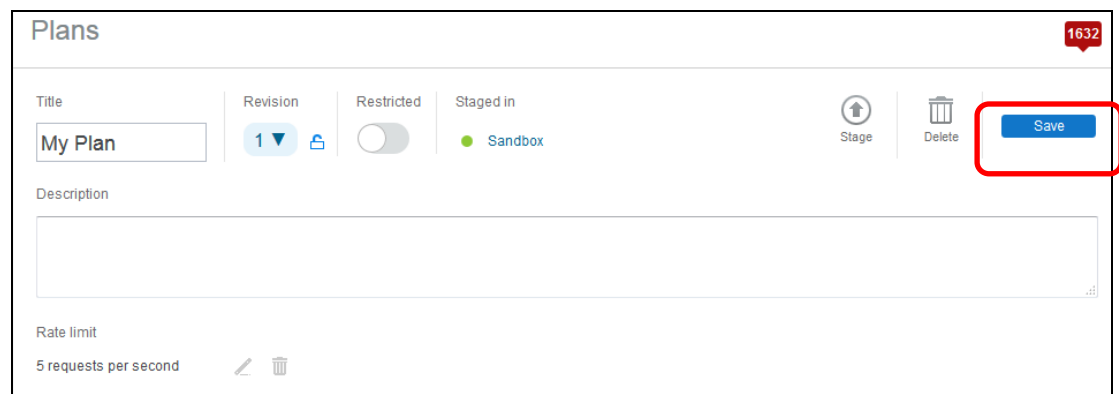 Plans
1632
Title
Revision
Restricted
Staged in
My Plan
1
Sandbox
Stage
Delete
Save
Description
Rate limit
5 requests per second